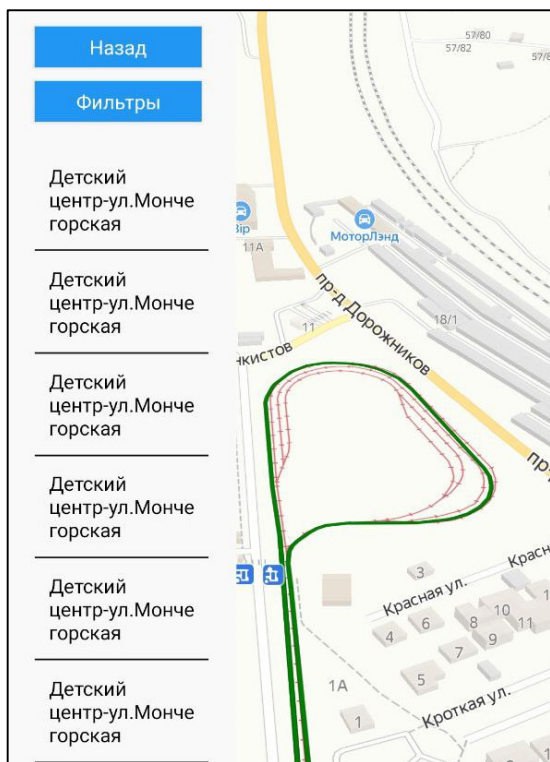 Назад
Фильтры
Детский
центр-ул.Монче
горская
Детский
центр-ул.Монче
горская
Детский
центр-ул.Монче
горская
Детский
центр-ул.Монче
горская
Детский
центр-ул.Монче
горская
Детский
центр-ул.Монче
горская
57/80
57/82
МоторЛэнд
11А
пр-д Дорожников
18/1
11
нкистов
3
Красная ул.
4
6
8
10
11
7
9
5
1А
1
Кроткая ул.